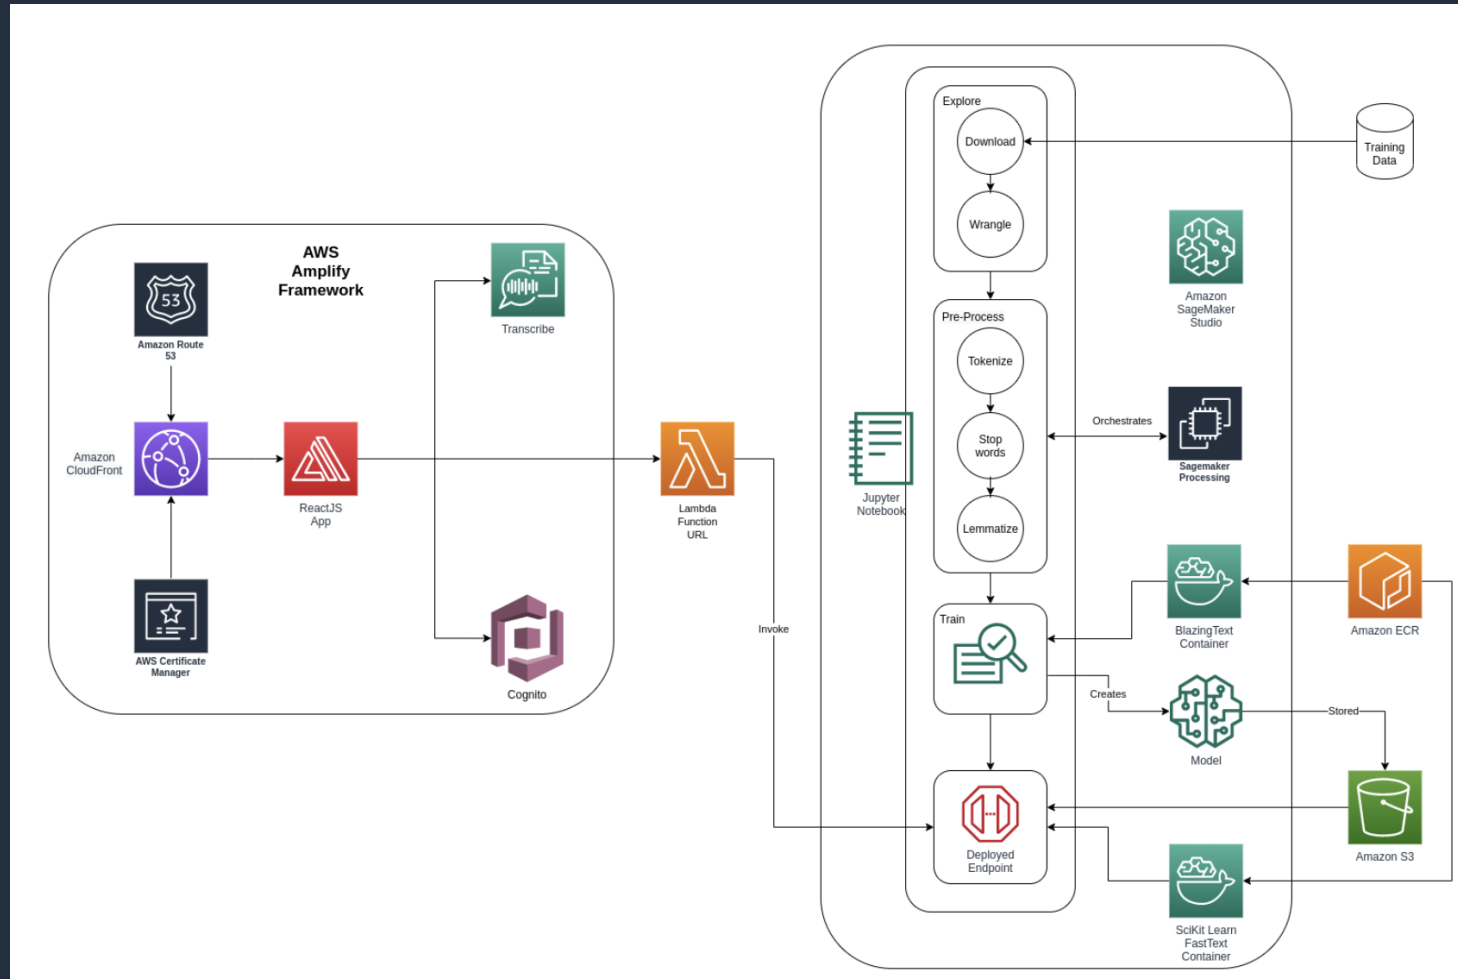 AWS
Amplify
Framework
53
Amazon Route
53
Amazon
CloudFront
ReactJS
App
AWS Certificate
Manager
Transcribe
Cognito
Lambda
Function
URL
Invoke
Explore
Download
Wrangle
Training
Data
Pre-Process
Tokenize
Stop
words
Lemmatize
Jupyter
Notebook
Amazon
SageMaker
Studio
Orchestrates
Sagemaker
Processing
Train
BlazingText
Container
Amazon ECR
Creates
Model
Stored
Deployed
Endpoint
Amazon S3
SciKit Learn
FastText
Container